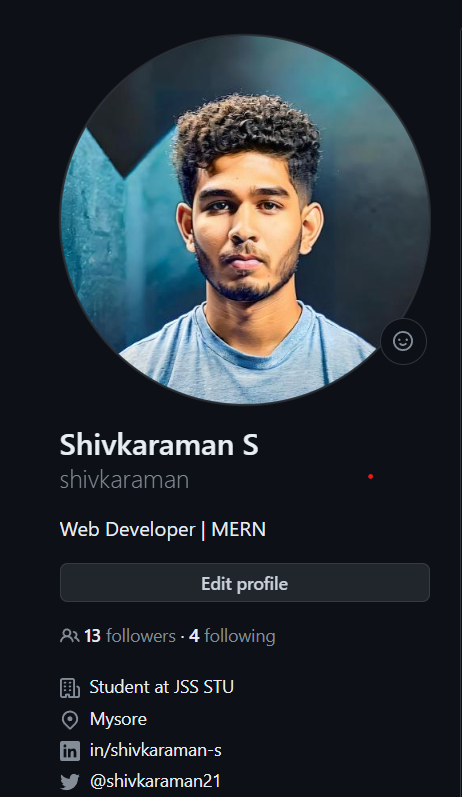 Shivkaraman S
shivkaraman
Web Developer | MERN
Edit profile
13 followers · 4 following
Student at JSS STU
Mysore
in/shivkaraman-s
@shivkaraman21